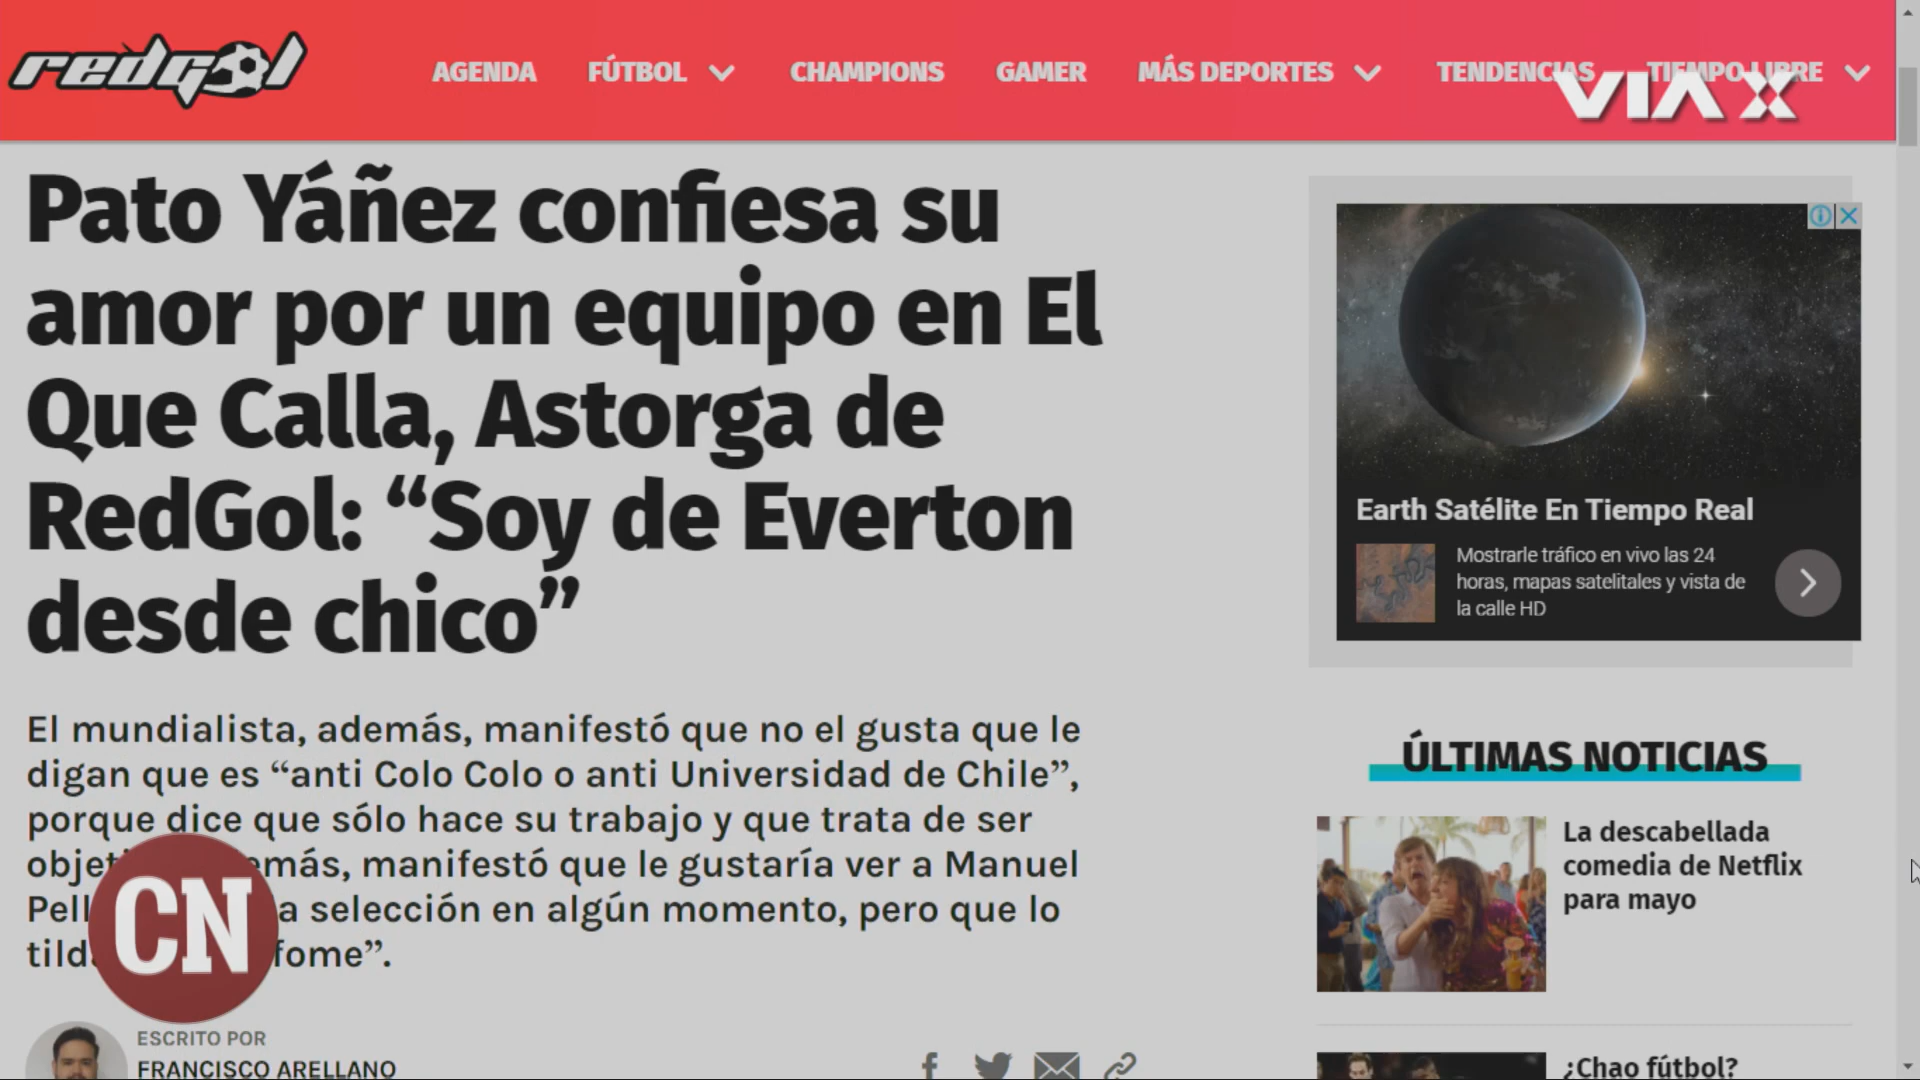 redgol
AGENDA
FÚTBOL
CHAMPIONS
GAMER
MÁS DEPORTES
TENDENCIAS
TIEMPO LIBRE
VIA X
Pato Yáñez confiesa su
amor por un equipo en El
Que Calla, Astorga de
RedGol: “Soy de Everton
desde chico”
El mundialista, además, manifestó que no el gusta que le
digan que es “anti Colo Colo o anti Universidad de Chile”,
porque dice que sólo hace su trabajo y que trata de ser
manifestó que le gustaría ver a Manuel
selección en algún momento, pero que lo
fome”.
CN
ESCRITO POR
FRANCISCO ARELLANO
Earth Satélite En Tiempo Real
Mostrarle tráfico en vivo las 24
horas, mapas satelitales y vista de
la calle HD
ÚLTIMAS NOTICIAS
La descabellada
comedia de Netflix
para mayo
¿Chao fútbol?